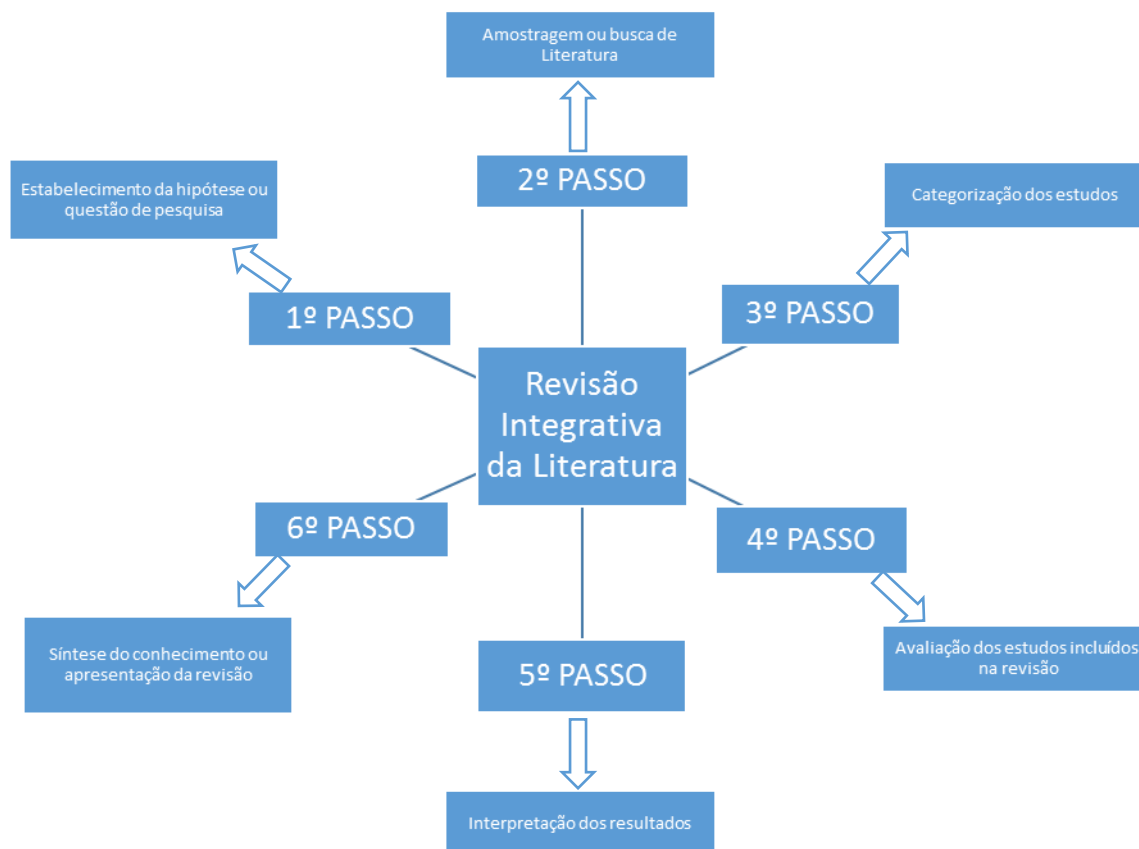 Amostragem ou busca de
Literatura
2º PASSO
Estabelecimento da hipótese ou
questão de pesquisa
1º PASSO
Categorização dos estudos
3º PASSO
Revisão
Integrativa
da Literatura
6º PASSO
Síntese do conhecimento ou
apresentação da revisão
4º PASSO
Avaliação dos estudos incluídos
na revisão
5º PASSO
Interpretação dos resultados